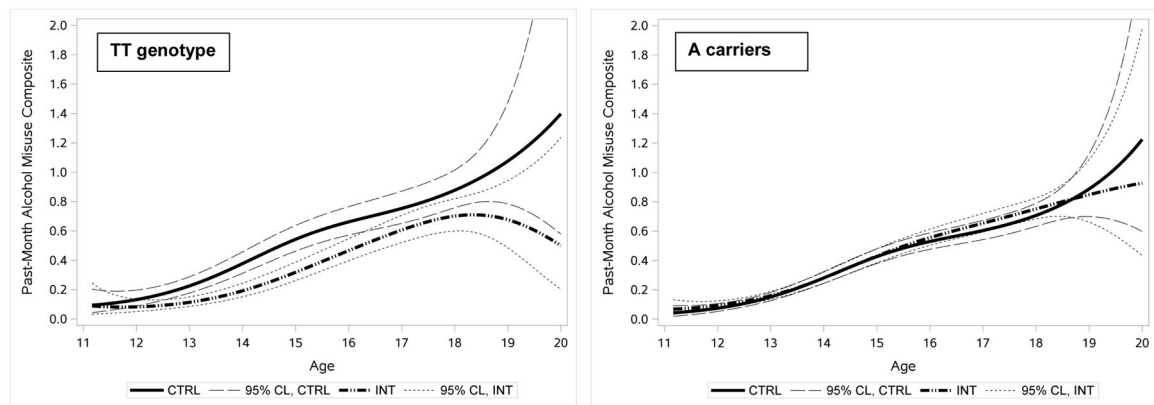 TT genotype
Past-Month Alcohol Misuse Composite
2.0
1.8
1.6
1.4
1.2
1.0
0.8
0.6
0.4
0.2
0.0
11 12 13 14 15 16 17 18 19 20
Age
CTRL 95% CL, CTRL INT 95% CL, INT
A carriers
Past-Month Alcohol Misuse Composite
2.0
1.8
1.6
1.4
1.2
1.0
0.8
0.6
0.4
0.2
0.0
11 12 13 14 15 16 17 18 19 20
Age
CTRL 95% CL, CTRL INT 95% CL, INT